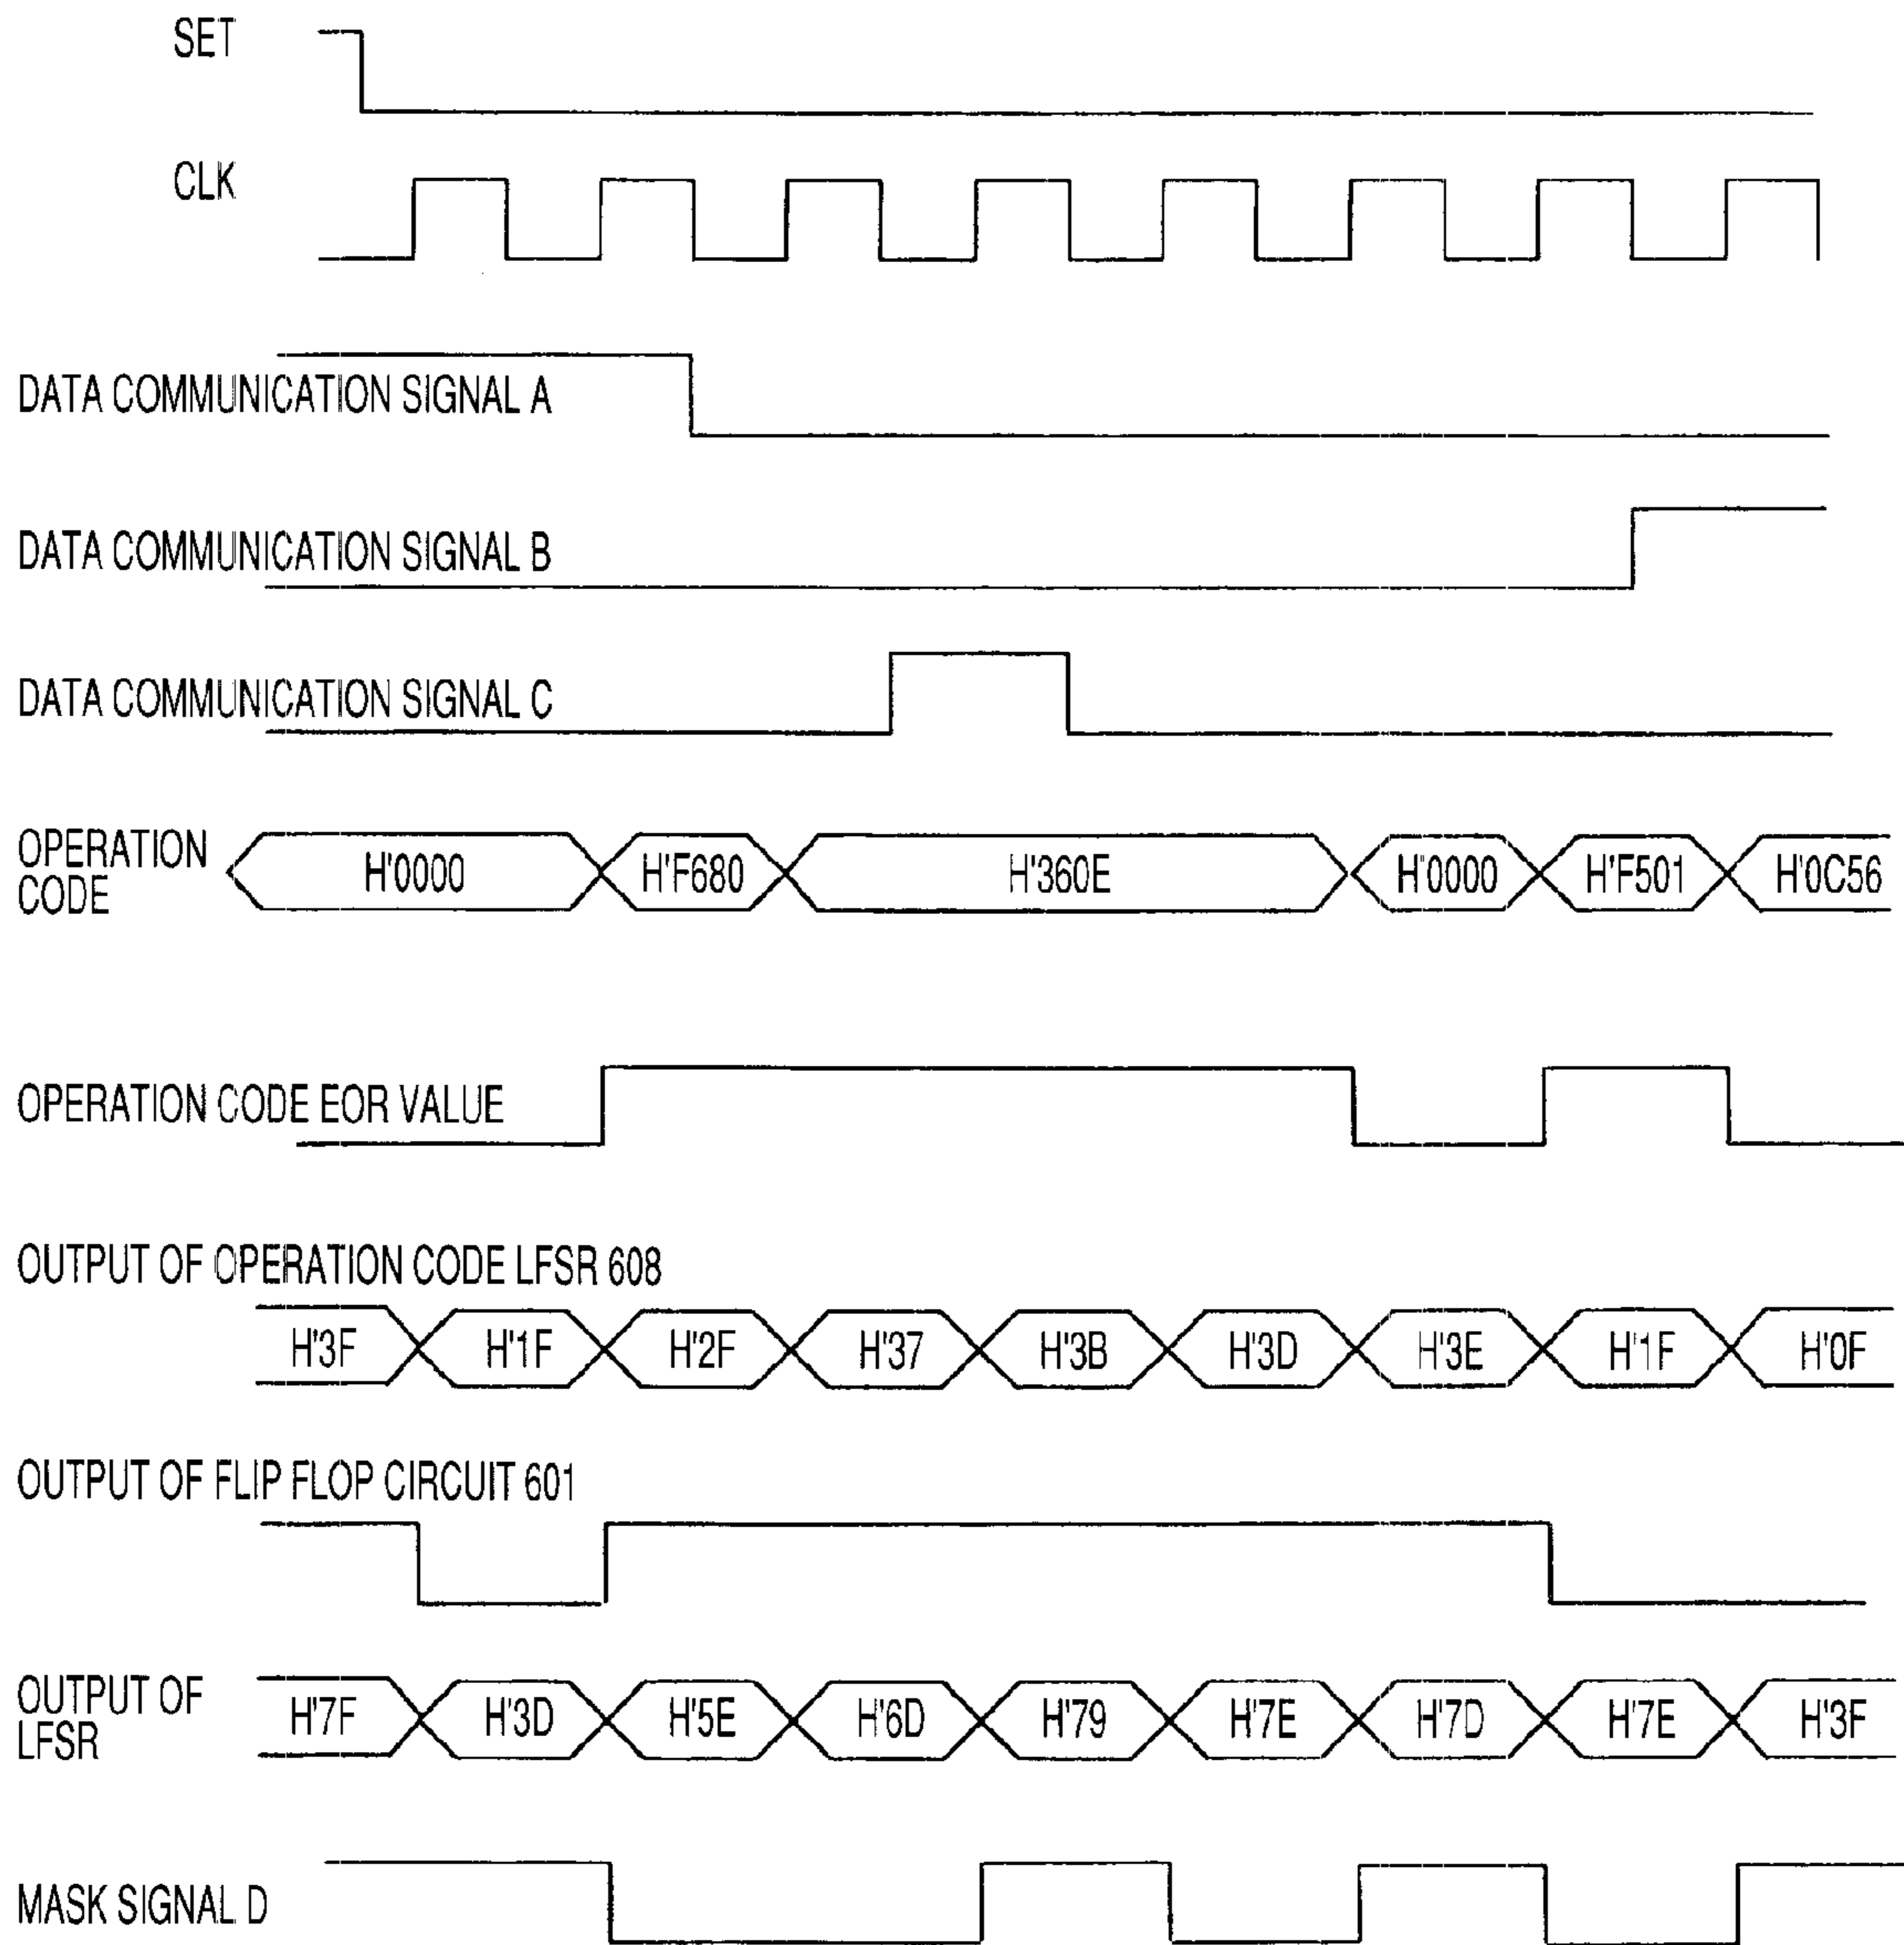 SET
CLK
DATA COMMUNICATION SIGNAL A
DATA COMMUNICATION SIGNAL B
DATA COMMUNICATION SIGNAL C
OPERATION
CODE
H'0000 H'F680 H'360E H'0000 H'F501 H'0C56
OPERATION CODE EOR VALUE
OUTPUT OF OPERATION CODE LFSR 608
H'3F H'1F H'2F H'37 H'3B H'3D H'3E H'1F H'0F
OUTPUT OF FLIP FLOP CIRCUIT 601
OUTPUT OF
LFSR
H'7F H'3D H'5E H'6D H'79 H'7E H'7D H'7E H'3F
MASK SIGNAL D